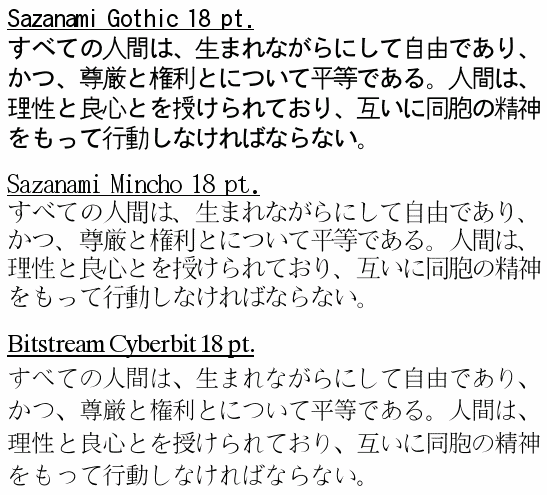 Sazanami Gothic 18 pt.
すべての人間は、生まれながらにして自由であり、
かつ、尊厳と権利とについて平等である。人間は、
理性と良心とを授けられており、互いに同胞の精神
をもって行動しなければならない。
Sazanami Mincho 18 pt.
すべての人間は、生まれながらにして自由であり、
かつ、尊厳と権利とについて平等である。人間は、
理性と良心とを授けられており、互いに同胞の精神
をもって行動しなければならない。
Bitstream Cyberbit 18 pt.
すべての人間は、生まれながらにして自由であり、
かつ、尊厳と権利とについて平等である。人間は、
理性と良心とを授けられており、互いに同胞の精神
をもって行動しなければならない。